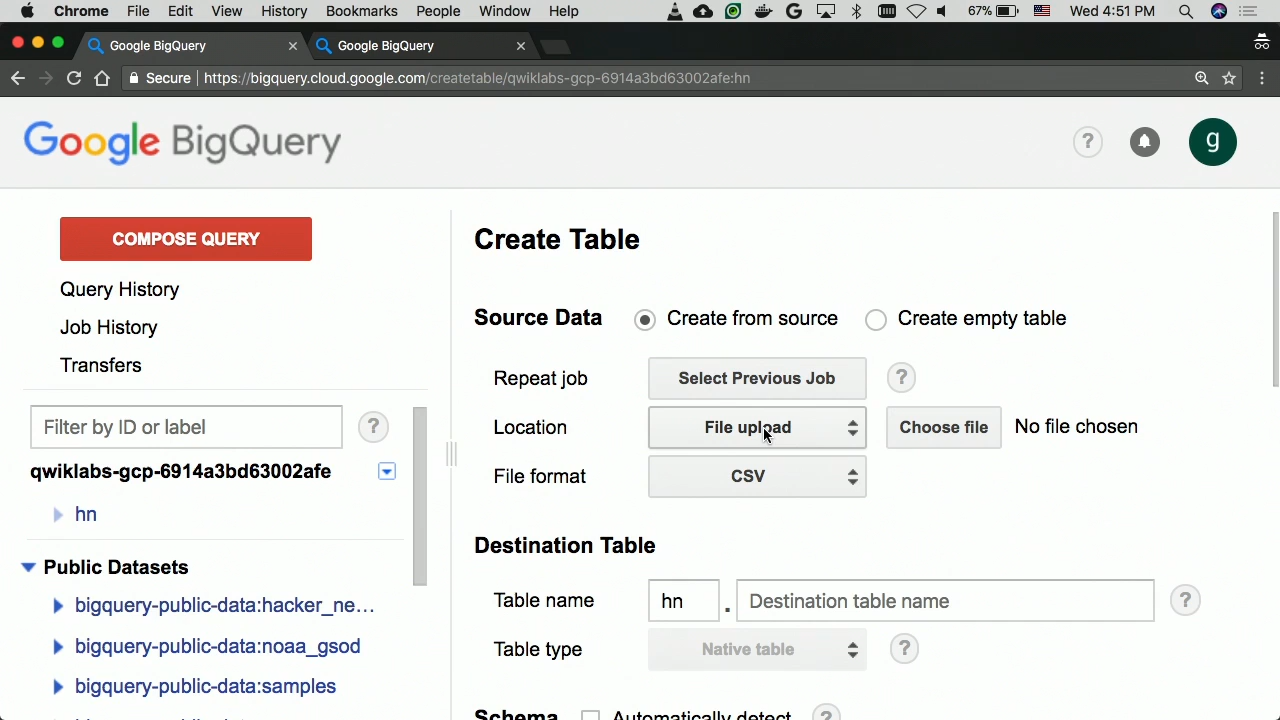 Chrome File Edit View History Bookmarks People Window Help 67% Wed 4:51 PM
Google BigQuery Google BigQuery
Secure https://bigquery.cloud.google.com/createtable/qwiklabs-gcp-6914a3bd63002afe:hn
Google BigQuery ? g
COMPOSE QUERY
Query History
Job History
Transfers
Filter by ID or label ?
qwiklabs-gcp-6914a3bd63002afe
hn
Public Datasets
bigquery-public-data:hacker_ne...
bigquery-public-data:noaa_gsod
bigquery-public-data:samples
Create Table
Source Data Create from source Create empty table
Repeat job Select Previous Job ?
Location File upload Choose file No file chosen
File format CSV
Destination Table
Table name hn . Destination table name ?
Table type Native table ?
Schema Automatically detect ?